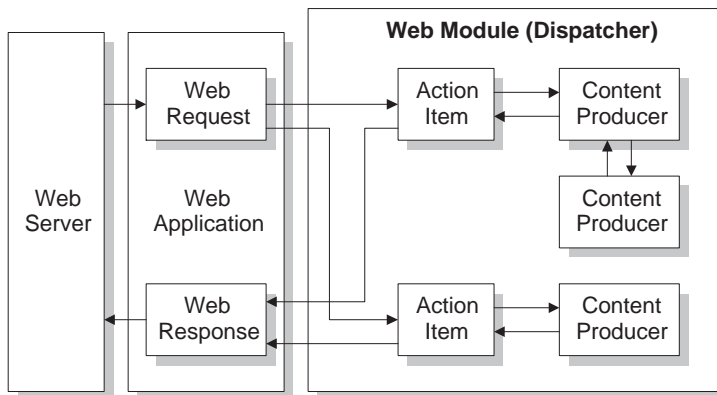 Web Module (Dispatcher)
Web
Request
Action
Item
Content
Producer
Web
Server
Web
Application
Content
Producer
Web
Response
Action
Item
Content
Producer